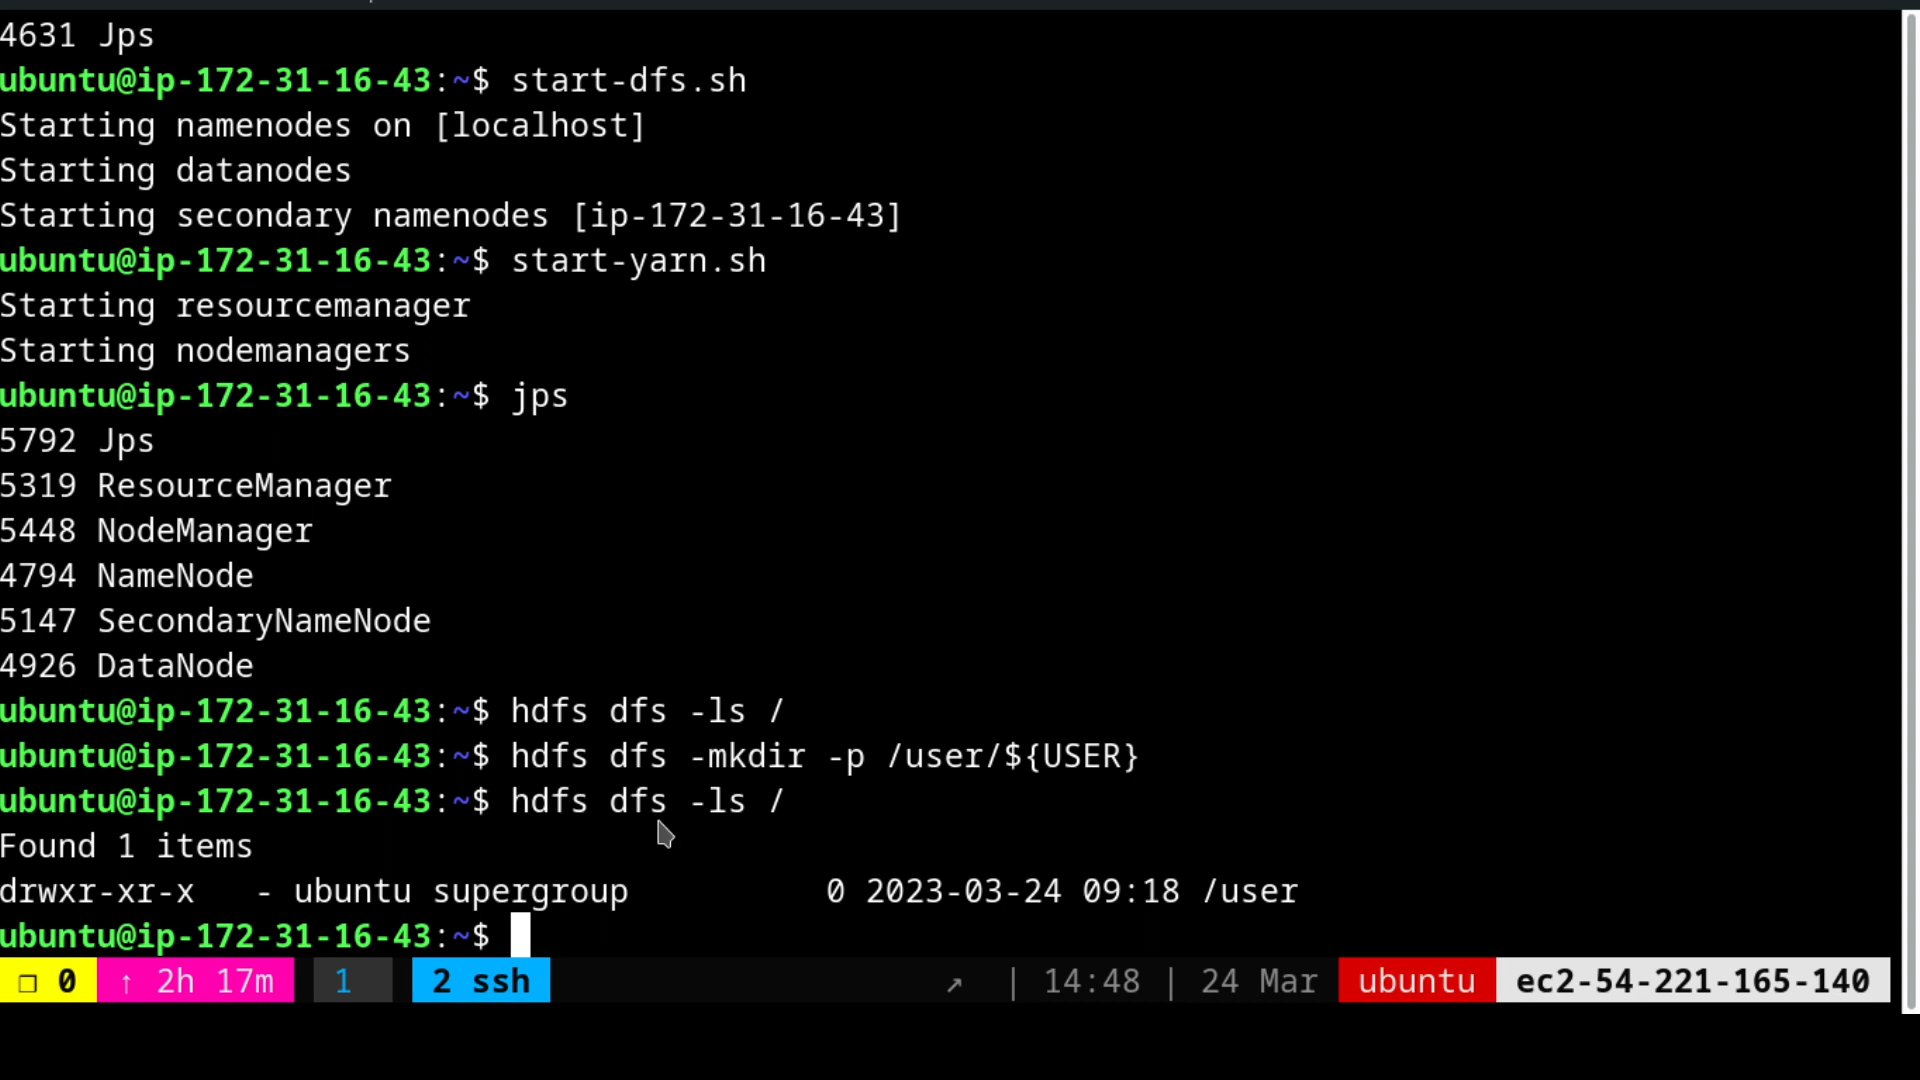 4631 Jps
ubuntu@ip-172-31-16-43:~$ start-dfs.sh
Starting namenodes on [localhost]
Starting datanodes
Starting secondary namenodes [ip-172-31-16-43]
ubuntu@ip-172-31-16-43:~$ start-yarn.sh
Starting resourcemanager
Starting nodemanagers
ubuntu@ip-172-31-16-43:~$ jps
5792 Jps
5319 ResourceManager
5448 NodeManager
4794 NameNode
5147 SecondaryNameNode
4926 DataNode
ubuntu@ip-172-31-16-43:~$ hdfs dfs -ls /
ubuntu@ip-172-31-16-43:~$ hdfs dfs -mkdir -p /user/${USER}
ubuntu@ip-172-31-16-43:~$ hdfs dfs -ls /
Found 1 items
drwxr-xr-x   - ubuntu supergroup          0 2023-03-24 09:18 /user
ubuntu@ip-172-31-16-43:~$
❐ 0 ↑ 2h 17m 1 2 ssh ↗ | 14:48 | 24 Mar ubuntu ec2-54-221-165-140